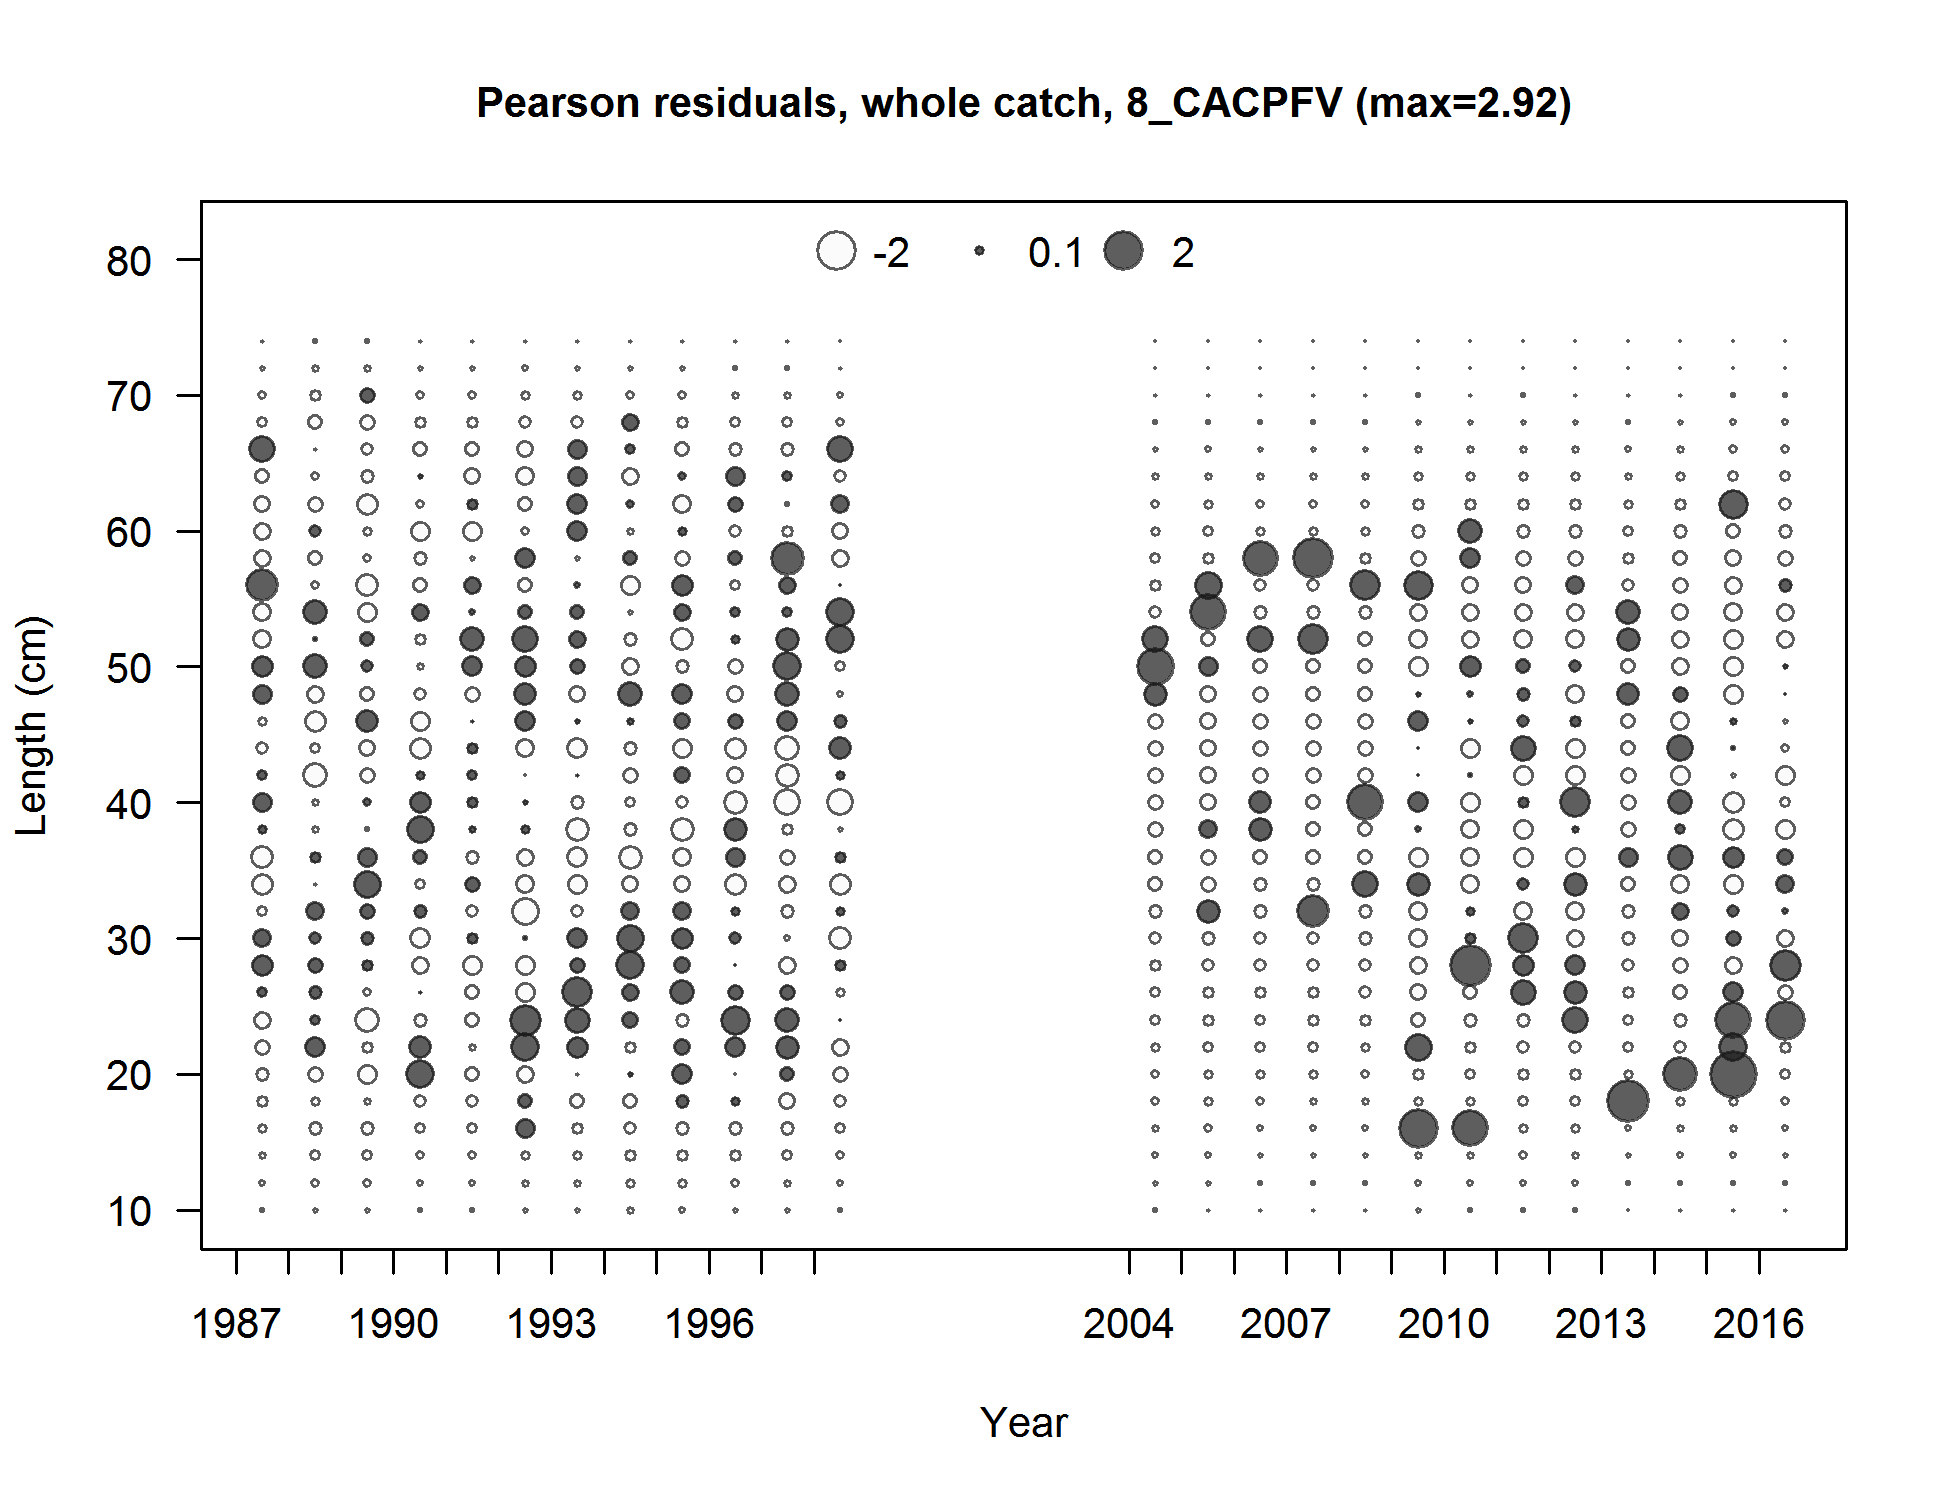 Pearson residuals, whole catch, 8_CACPFV (max=2.92)
-2 0.1 2
80
70
60
50
40
30
20
10
Length (cm)
1987 1990 1993 1996 2004 2007 2010 2013 2016
Year